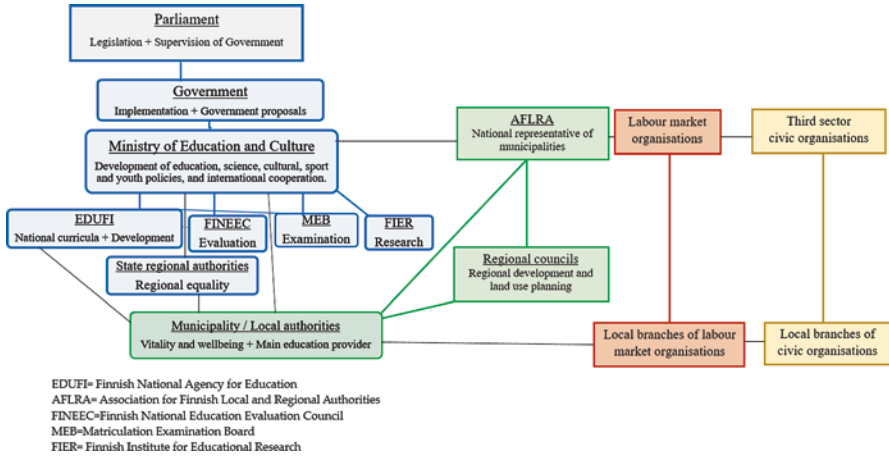 Parliament
Legislation + Supervision of Government
Government
Implementation + Government proposals
Ministry of Education and Culture
Development of education, science, cultural, sport
and youth policies, and international cooperation.
AFLRA
National representative of
municipalities
Labour market
organisations
Third sector
civic organisations
EDUFI
National curricula + Development
FINEEC
Evaluation
MEB
Examination
FIER
Research
State regional authorities
Regional equality
Regional councils
Regional development and
land use planning
Municipality / Local authorities
Vitality and wellbeing + Main education provider
Local branches of labour
market organisations
Local branches of
civic organisations
EDUFI= Finnish National Agency for Education
AFLRA= Association for Finnish Local and Regional Authorities
FINEEC=Finnish National Education Evaluation Council
MEB=Matriculation Examination Board
FIER= Finnish Institute for Educational Research